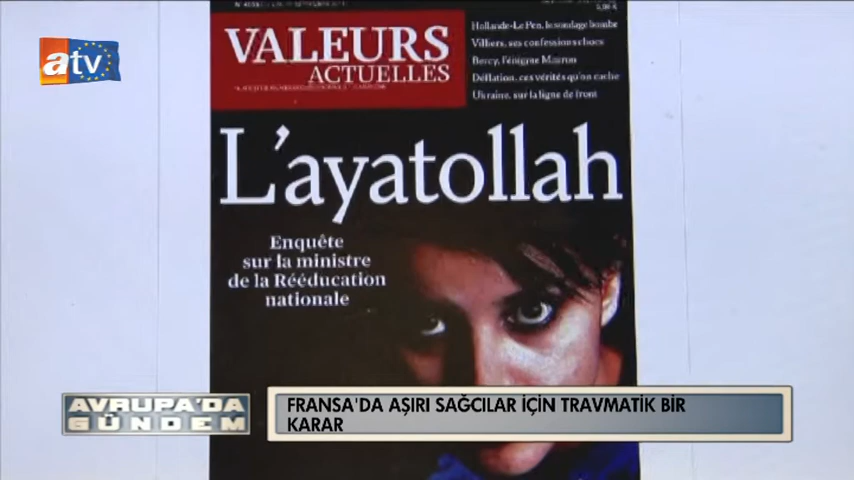 atv
VALEURS
ACTUELLES
Hollande-Le Pen, le sondage bombe
Villiers, ses confessions chocs
Bercy, l'énigme Macron
Déflation, ces vérités qu'on cache
Ukraine, sur la ligne de front
L'ayatollah
Enquête
sur la ministre
de la Rééducation
nationale
AVRUPA'DA
GÜNDEM
FRANSA'DA AŞIRI SAĞCILAR İÇİN TRAVMATİK BİR
KARAR